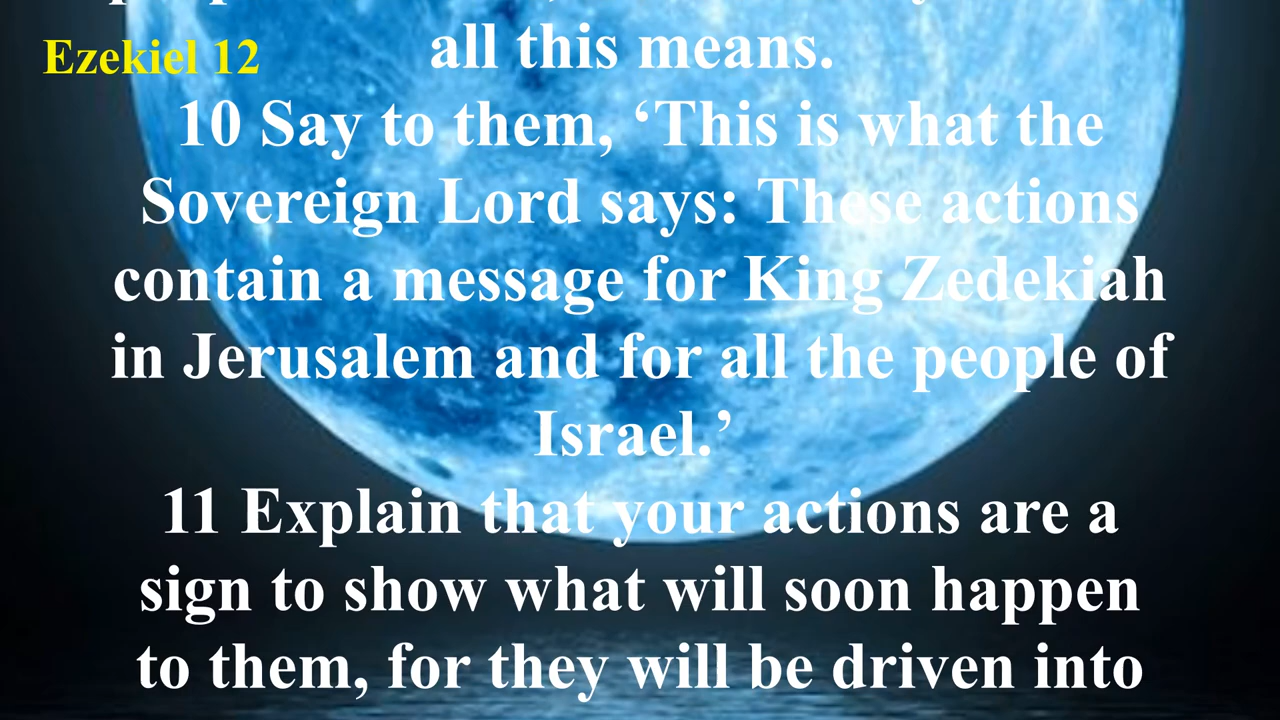 Ezekiel 12
all this means.
10 Say to them, ‘This is what the
Sovereign Lord says: These actions
contain a message for King Zedekiah
in Jerusalem and for all the people of
Israel.’
11 Explain that your actions are a
sign to show what will soon happen
to them, for they will be driven into